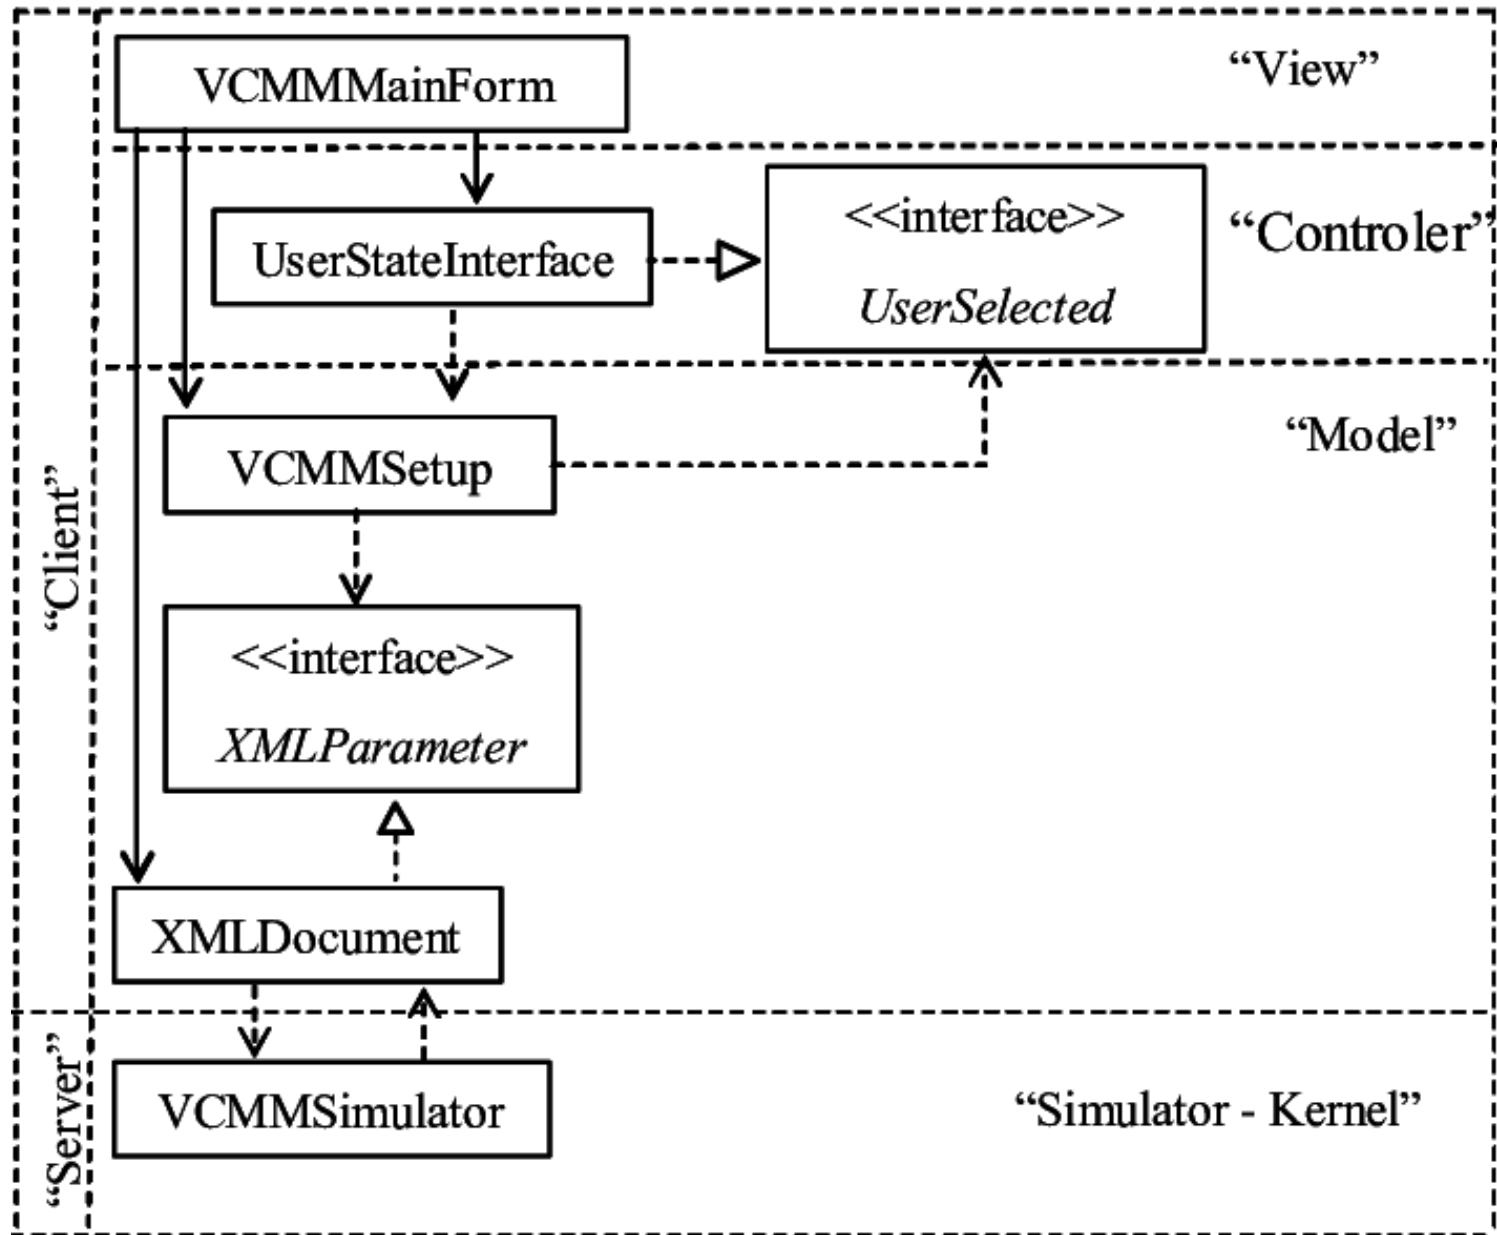 VCMMMainForm
“View”
<<interface>>
UserSelected
“Controler”
UserStateInterface
“Model”
VCMMSetup
“Client”
<<interface>>
XMLParameter
XMLDocument
“Server”
VCMMSimulator
“Simulator - Kernel”